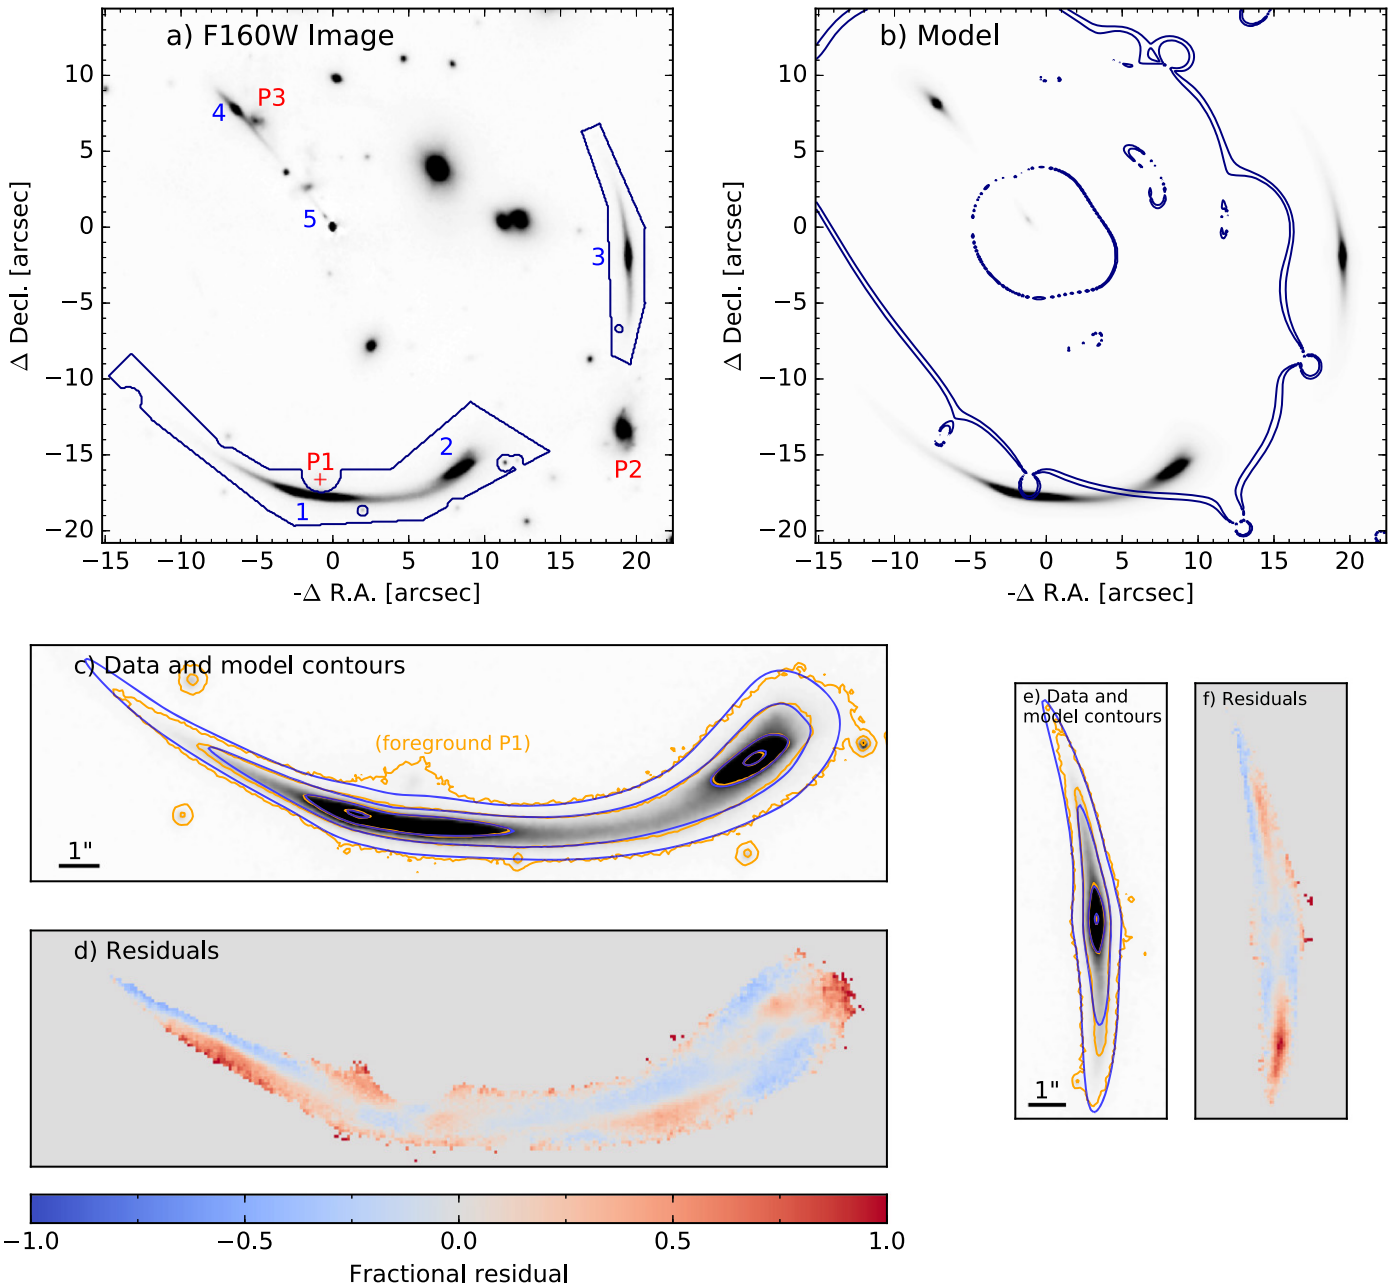 a) F160W Image
P3
4
5
3
2
P1
1
P2
10
5
0
−5
−10
−15
−20
Δ Decl. [arcsec]
−15 −10 −5 0 5 10 15 20
-Δ R.A. [arcsec]
b) Model
10
5
0
−5
−10
−15
−20
Δ Decl. [arcsec]
−15 −10 −5 0 5 10 15 20
-Δ R.A. [arcsec]
c) Data and model contours
(foreground P1)
1"
d) Residuals
e) Data and
model contours
1"
f) Residuals
−1.0 −0.5 0.0 0.5 1.0
Fractional residual